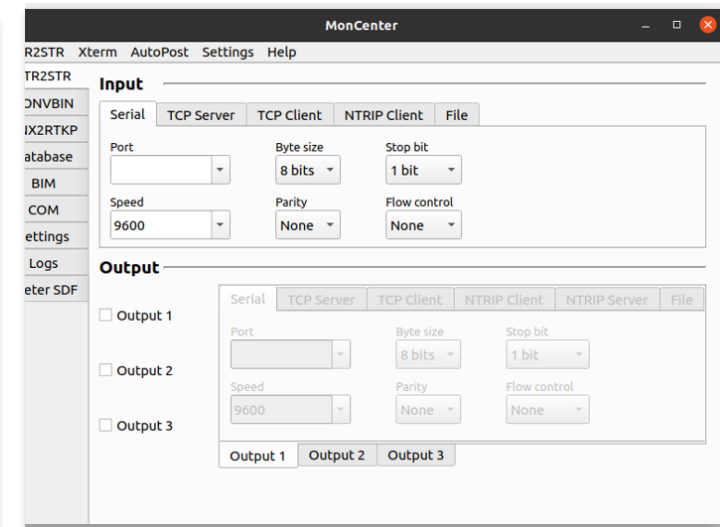 MonCenter
R2STR Xterm AutoPost Settings Help
TR2STR
ONVBIN
NX2RTKP
atabase
BIM
COM
ettings
Logs
eter SDF
Input
Serial TCP Server TCP Client NTRIP Client File
Port Byte size Stop bit
8 bits 1 bit
Speed Parity Flow control
9600 None None
Output
Output 1
Output 2
Output 3
Serial TCP Server TCP Client NTRIP Client NTRIP Server File
Port Byte size Stop bit
8 bits 1 bit
Speed Parity Flow control
9600 None None
Output 1 Output 2 Output 3